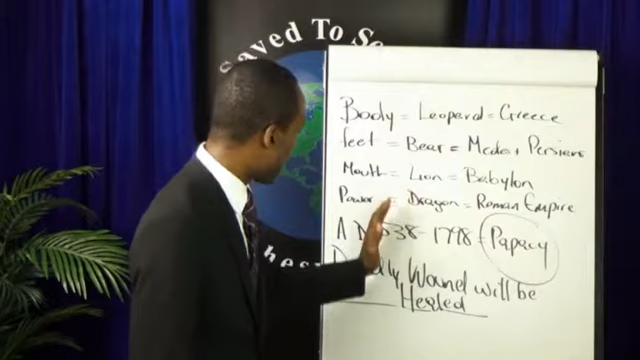 Saved To Se
Body = Leoperd = Greece
feet = Bear = Medes + Persians
Mouth = Lion = Babylon
Power = Dragon = Roman Empire
A D 538 - 1798 = Papacy
Wound will be
Healed